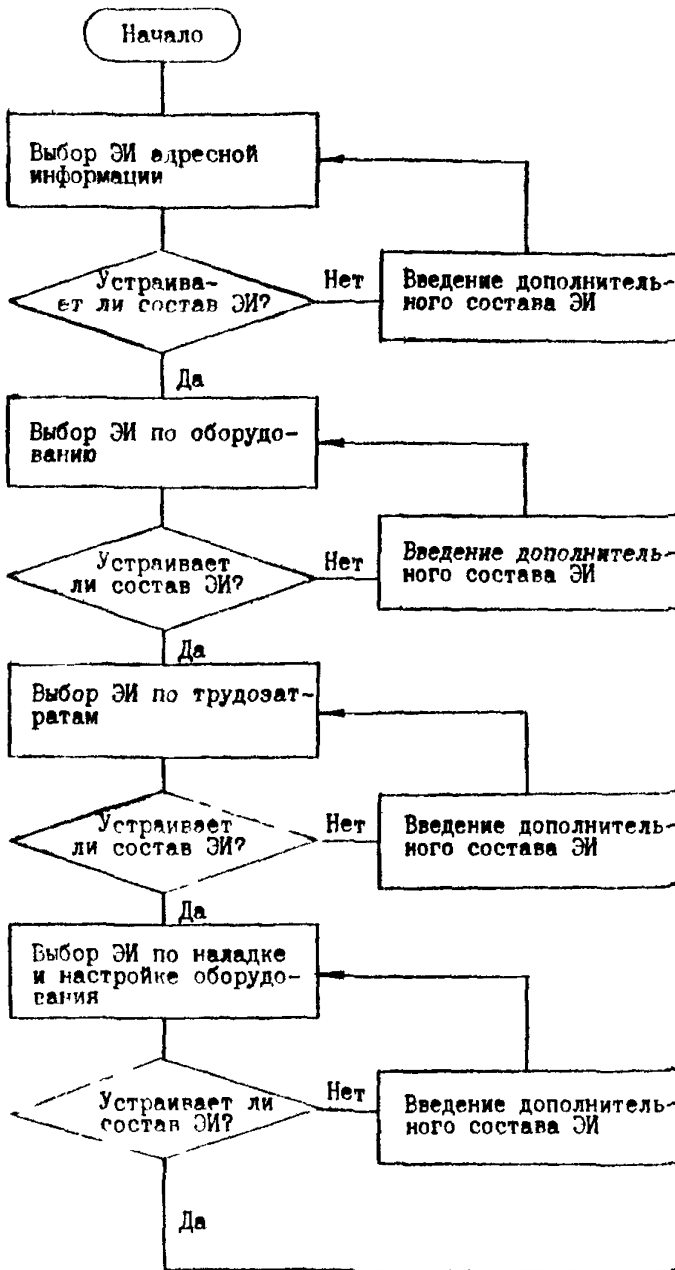 Начало
Выбор ЭИ адресной
информации
Устраива-
ет ли состав ЭИ?
Нет
Введение дополнитель-
ного состава ЭИ
Да
Выбор ЭИ по оборудо-
ванию
Устраивает
ли состав ЭИ?
Нет
Введение дополнитель-
ного состава ЭИ
Да
Выбор ЭИ по трудозат-
ратам
Устраивает
ли состав ЭИ?
Нет
Введение дополнитель-
ного состава ЭИ
Да
Выбор ЭИ по наладке
и настройке оборудо-
вания
Устраивает ли
состав ЭИ?
Нет
Введение дополнитель-
ного состава ЭИ
Да